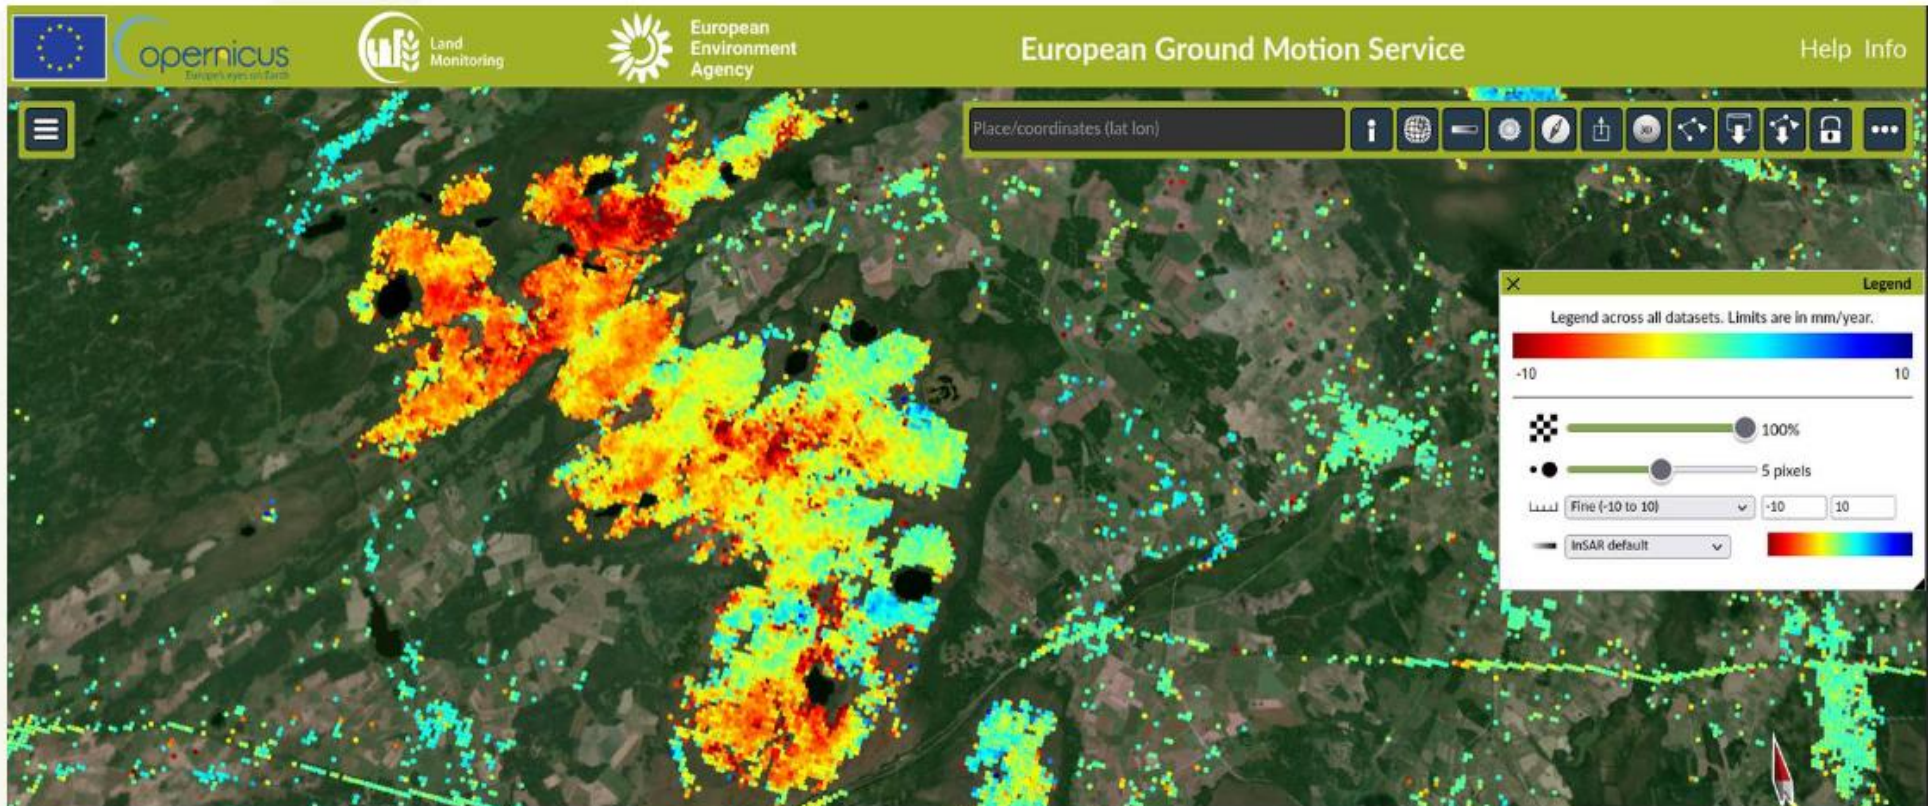 opernicus
Europe's eyes on Earth
Land
Monitoring
European
Environment
Agency
European Ground Motion Service
Help Info
Place/coordinates (lat lon)
3D
Legend
Legend across all datasets. Limits are in mm/year.
-10 10
100%
5 pixels
Fine (-10 to 10) -10 10
InSAR default